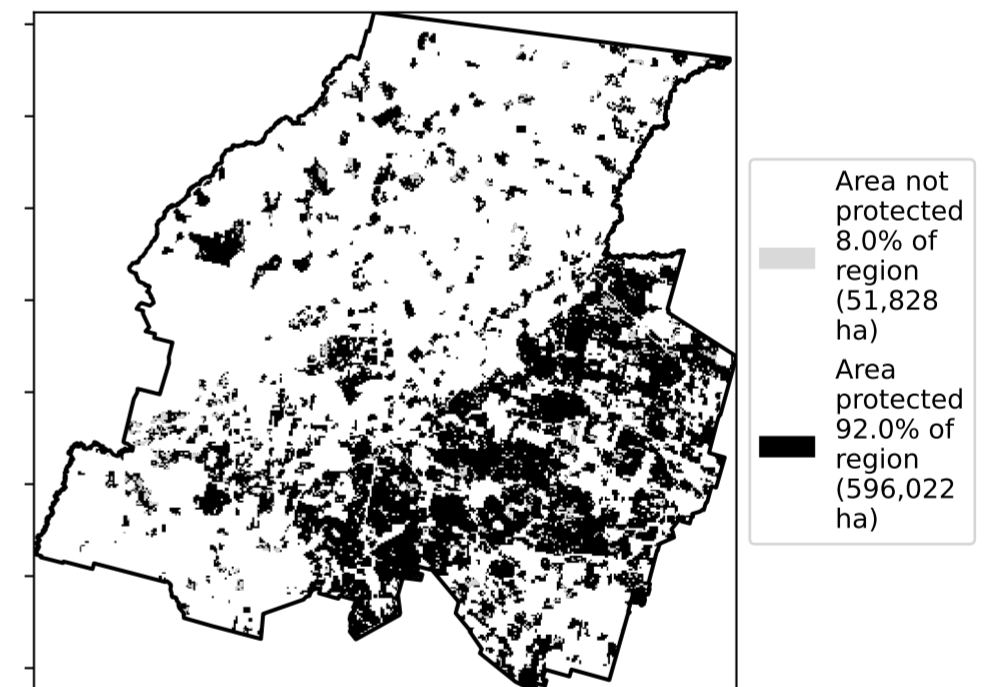 Area not
protected
8.0% of
region
(51,828
ha)
Area
protected
92.0% of
region
(596,022
ha)